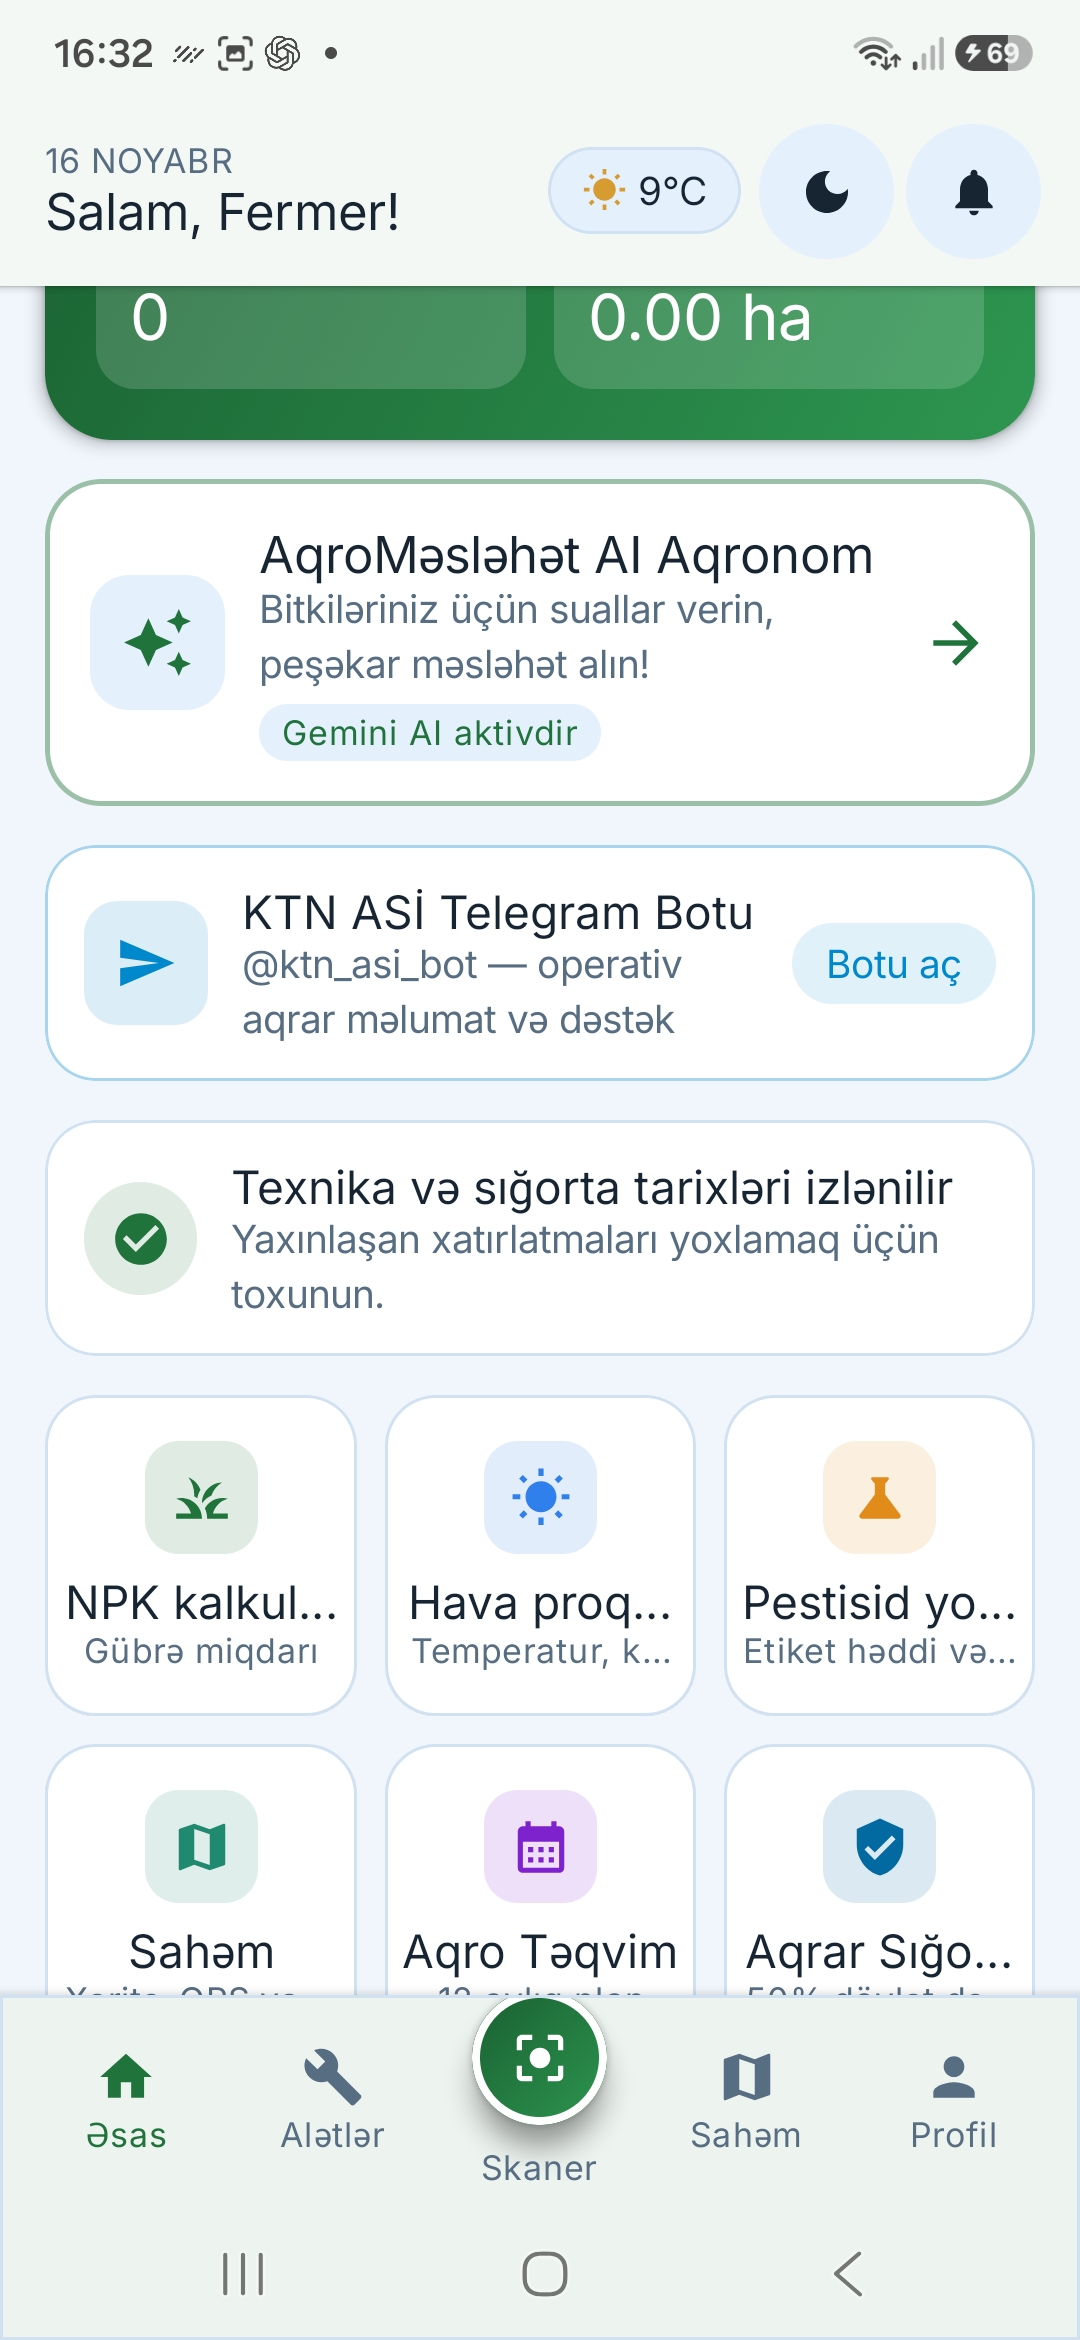 16:32
69
16 NOYABR
Salam, Fermer!
9°C
0
0.00 ha
AqroMəsləhət AI Aqronom
Bitkiləriniz üçün suallar verin,
peşəkar məsləhət alın!
Gemini AI aktivdir
KTN ASİ Telegram Botu
@ktn_asi_bot — operativ
aqrar məlumat və dəstək
Botu aç
Texnika və sığorta tarixləri izlənilir
Yaxınlaşan xatırlatmaları yoxlamaq üçün
toxunun.
NPK kalkul...
Gübrə miqdarı
Hava proq...
Temperatur, k...
Pestisid yo...
Etiket həddi və...
Sahəm
Aqro Təqvim
Aqrar Sığo...
Əsas
Alətlər
Skaner
Sahəm
Profil